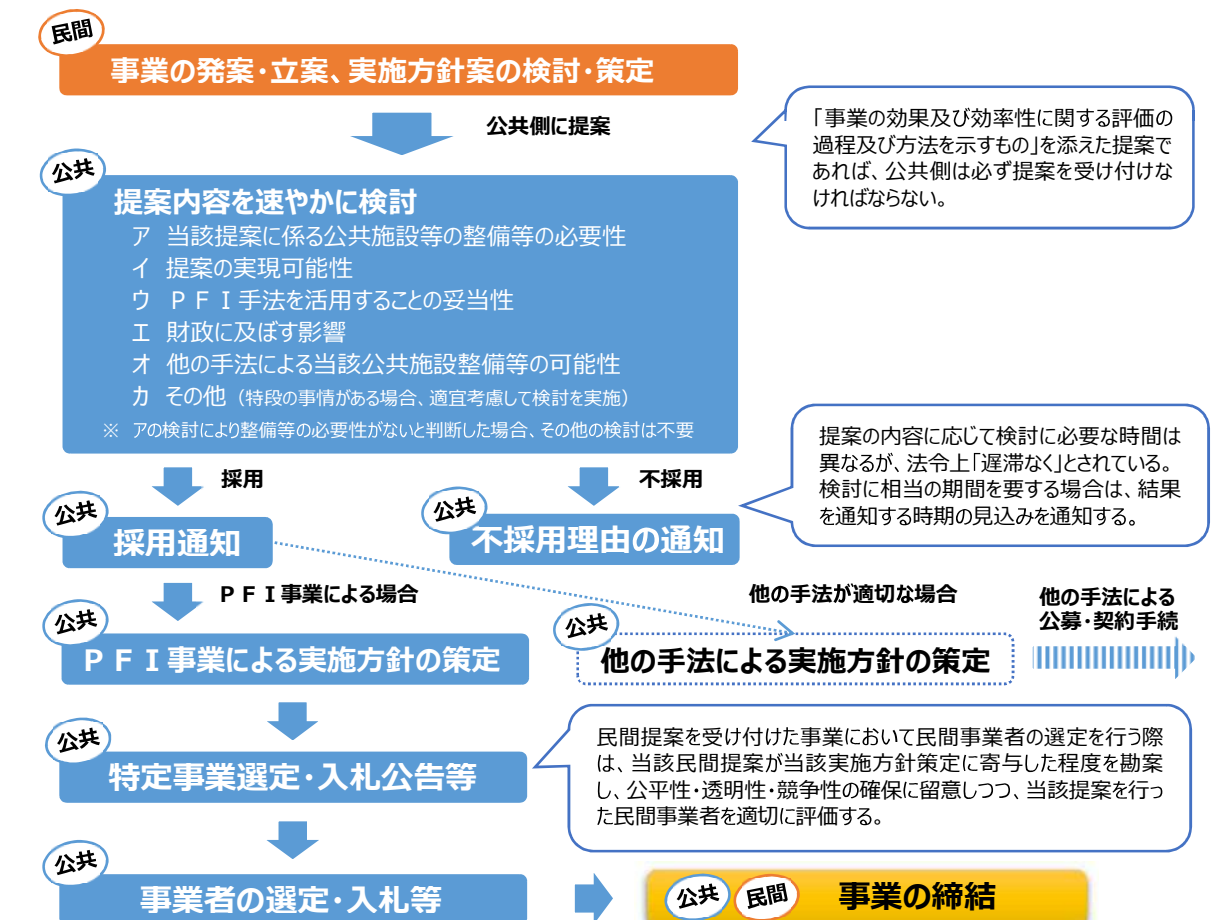 民間
事業の発案・立案、実施方針案の検討・策定
公共側に提案
「事業の効果及び効率性に関する評価の
過程及び方法を示すもの」を添えた提案で
あれば、公共側は必ず提案を受け付けな
ければならない。
公共
提案内容を速やかに検討
ア 当該提案に係る公共施設等の整備等の必要性
イ 提案の実現可能性
ウ ＰＦＩ手法を活用することの妥当性
エ 財政に及ぼす影響
オ 他の手法による当該公共施設整備等の可能性
カ その他（特段の事情がある場合、適宜考慮して検討を実施）
※ アの検討により整備等の必要性がないと判断した場合、その他の検討は不要
提案の内容に応じて検討に必要な時間は
異なるが、法令上「遅滞なく」とされている。
検討に相当の期間を要する場合は、結果
を通知する時期の見込みを通知する。
採用
不採用
公共
採用通知
公共
不採用理由の通知
ＰＦＩ事業による場合
他の手法が適切な場合
他の手法による
公募・契約手続
公共
ＰＦＩ事業による実施方針の策定
公共
他の手法による実施方針の策定
公共
特定事業選定・入札公告等
民間提案を受け付けた事業において民間事業者の選定を行う際
は、当該民間提案が当該実施方針策定に寄与した程度を勘案
し、公平性・透明性・競争性の確保に留意しつつ、当該提案を行っ
た民間事業者を適切に評価する。
公共
事業者の選定・入札等
公共 民間 事業の締結